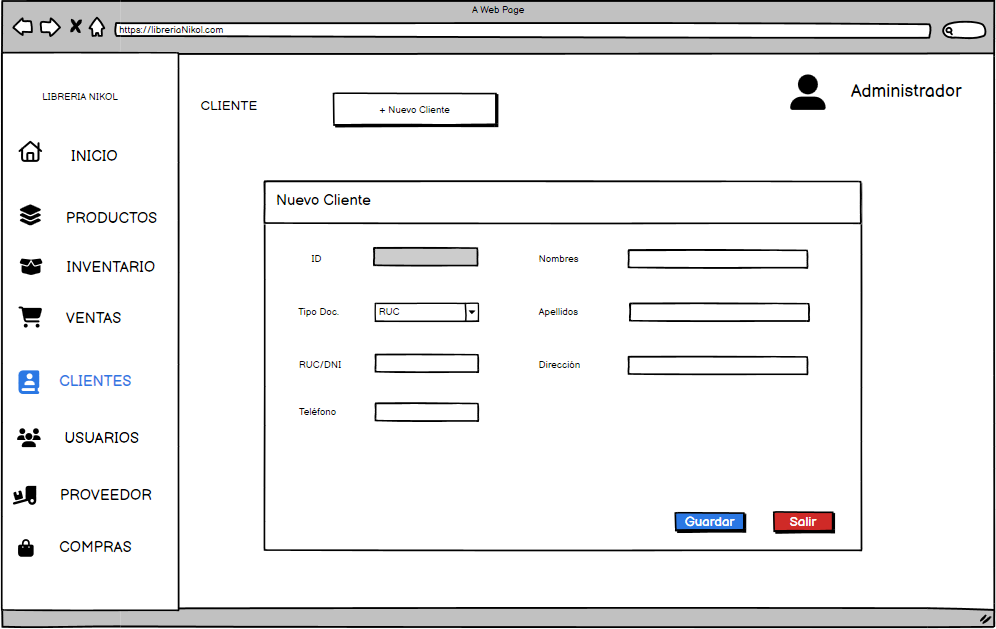 A Web Page
https://libreriaNikol.com
LIBRERIA NIKOL
INICIO
PRODUCTOS
INVENTARIO
VENTAS
CLIENTES
USUARIOS
PROVEEDOR
COMPRAS
CLIENTE
+ Nuevo Cliente
Administrador
Nuevo Cliente
ID
Nombres
Tipo Doc.
RUC
Apellidos
RUC/DNI
Dirección
Teléfono
Guardar
Salir